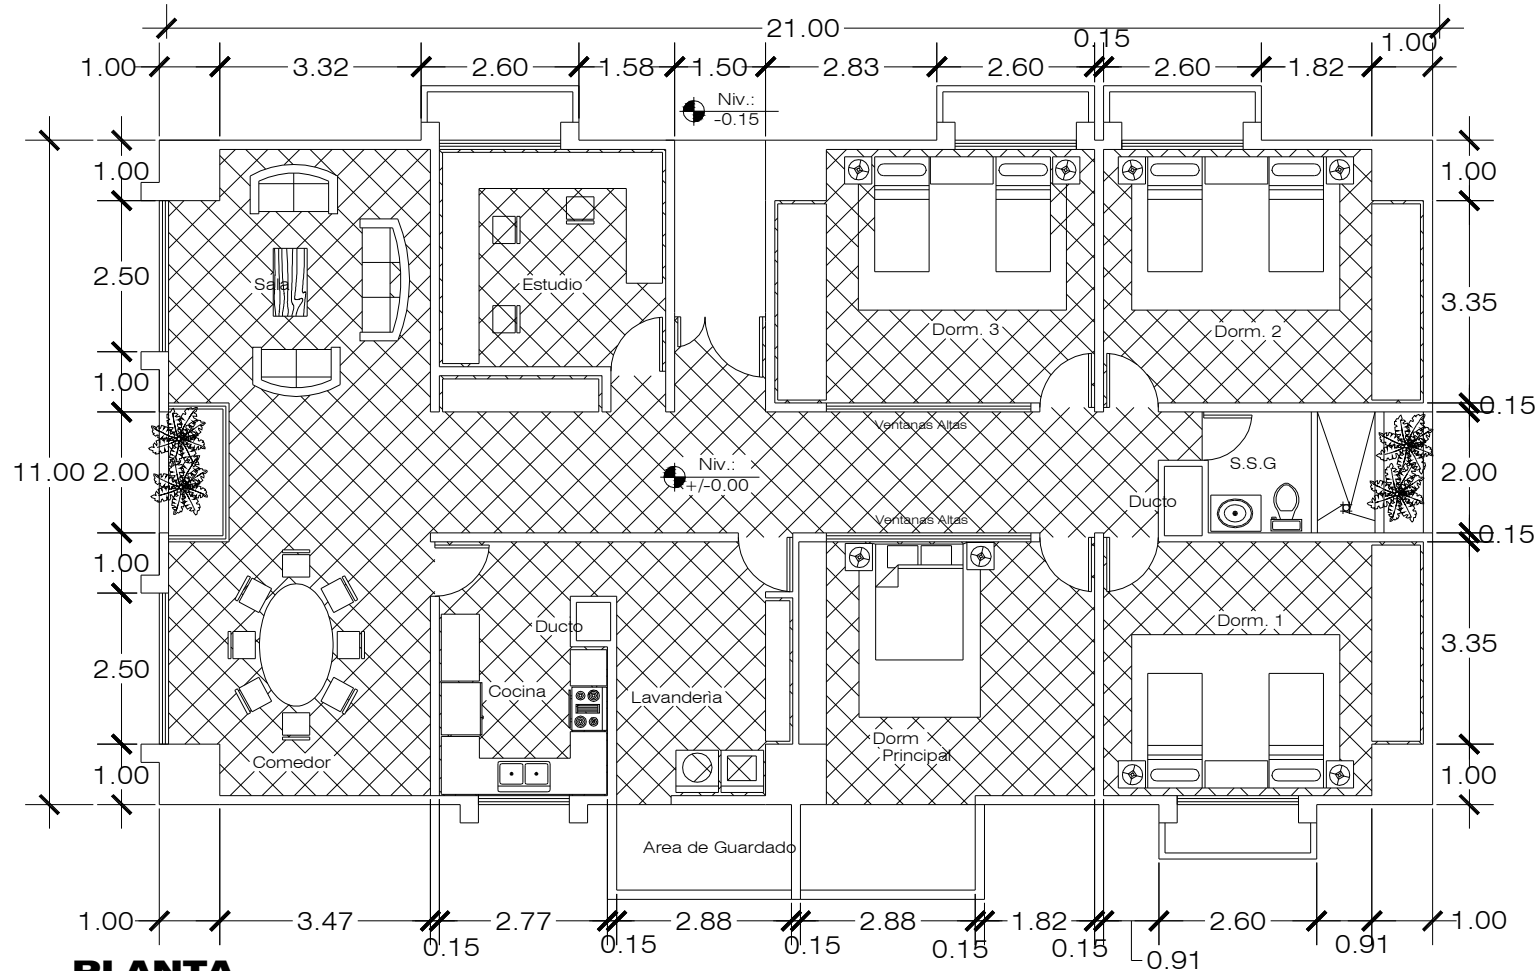 21.00
0.15
1.00
1.00 3.32 2.60 1.58 1.50 2.83 2.60 2.60 1.82
Niv.:
-0.15
1.00 1.00
2.50
Sala
Estudio
3.35
Dorm. 3
Dorm. 2
1.00
0.15
Ventanas Altas
11.00 2.00
Niv.:
+/-0.00
S.S.G
2.00
Ducto
Ventanas Altas
0.15
1.00
Ducto
Dorm. 1
2.50
3.35
Cocina
Lavanderia
Dorm
Principal
Comedor
1.00
1.00
Area de Guardado
1.00 3.47 2.77 2.88 2.88 1.82 2.60 1.00
0.15 0.15 0.15 0.15 0.15 0.91
0.91
PLANTA